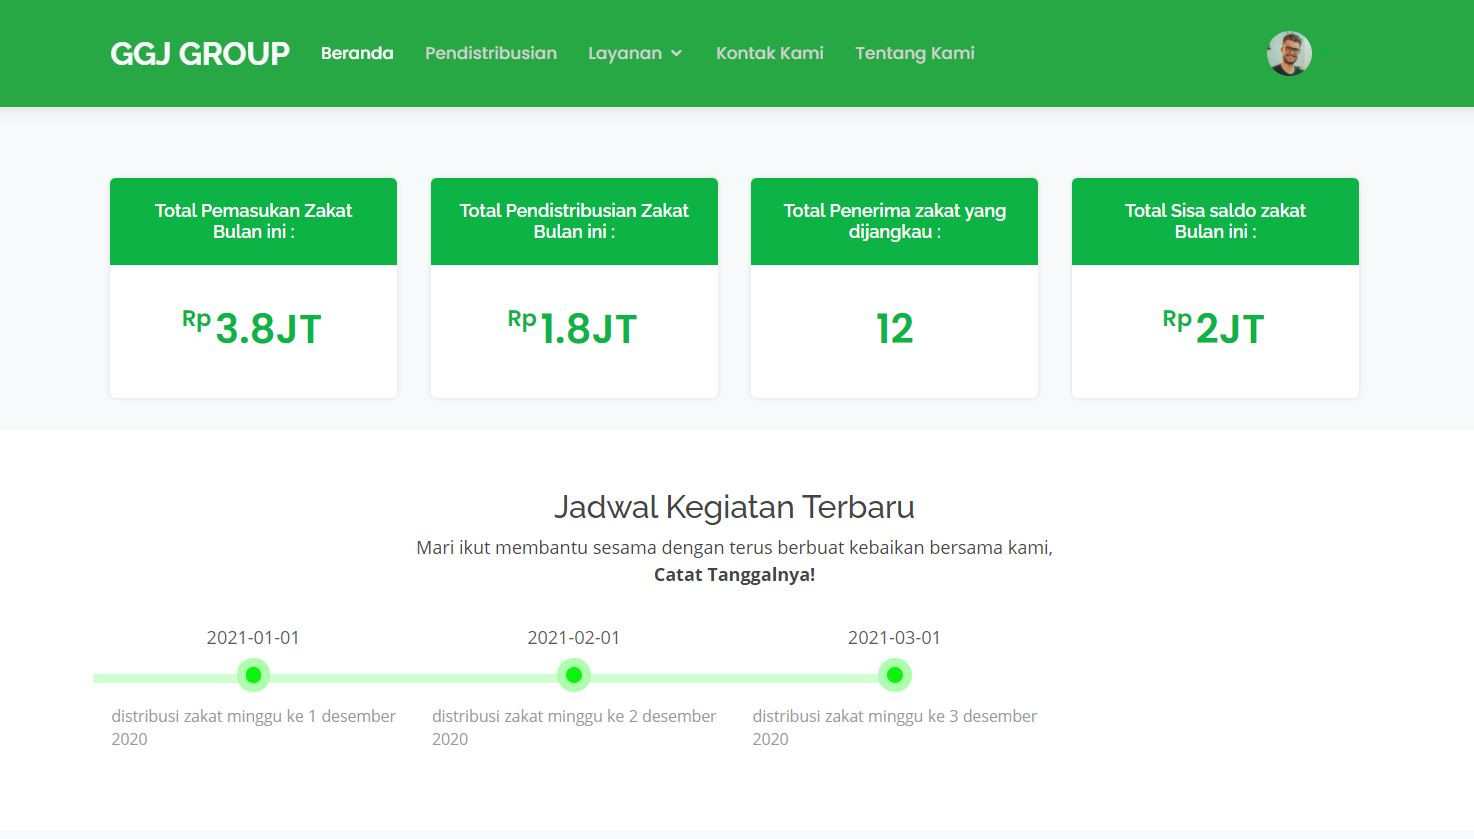 GGJ GROUP Beranda Pendistribusian Layanan Kontak Kami Tentang Kami
Total Pemasukan Zakat
Bulan ini :
Rp 3.8JT
Total Pendistribusian Zakat
Bulan ini :
Rp 1.8JT
Total Penerima zakat yang
dijangkau :
12
Total Sisa saldo zakat
Bulan ini :
Rp 2JT
Jadwal Kegiatan Terbaru
Mari ikut membantu sesama dengan terus berbuat kebaikan bersama kami,
Catat Tanggalnya!
2021-01-01
distribusi zakat minggu ke 1 desember
2020
2021-02-01
distribusi zakat minggu ke 2 desember
2020
2021-03-01
distribusi zakat minggu ke 3 desember
2020